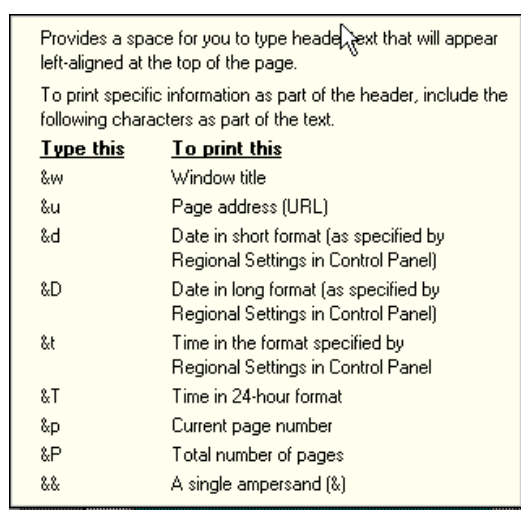 Provides a space for you to type header text that will appear
left-aligned at the top of the page.
To print specific information as part of the header, include the
following characters as part of the text.
Type this To print this
&w Window title
&u Page address (URL)
&d Date in short format (as specified by
Regional Settings in Control Panel)
&D Date in long format (as specified by
Regional Settings in Control Panel)
&t Time in the format specified by
Regional Settings in Control Panel
&T Time in 24-hour format
&p Current page number
&P Total number of pages
&& A single ampersand (&)